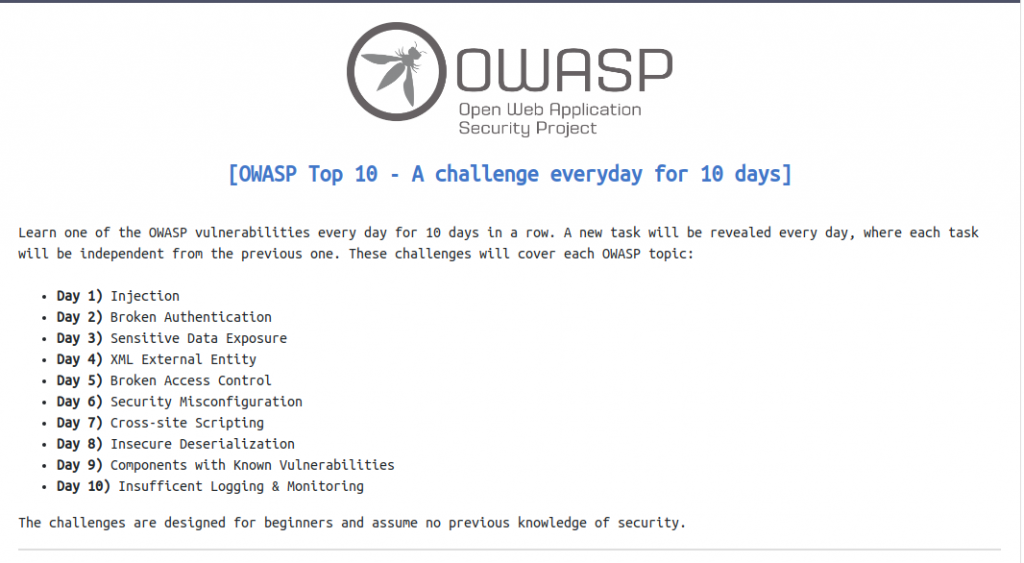 OWASP
Open Web Application
Security Project
[OWASP Top 10 - A challenge everyday for 10 days]
Learn one of the OWASP vulnerabilities every day for 10 days in a row. A new task will be revealed every day, where each task
will be independent from the previous one. These challenges will cover each OWASP topic:
• Day 1) Injection
• Day 2) Broken Authentication
• Day 3) Sensitive Data Exposure
• Day 4) XML External Entity
• Day 5) Broken Access Control
• Day 6) Security Misconfiguration
• Day 7) Cross-site Scripting
• Day 8) Insecure Deserialization
• Day 9) Components with Known Vulnerabilities
• Day 10) Insufficent Logging & Monitoring
The challenges are designed for beginners and assume no previous knowledge of security.